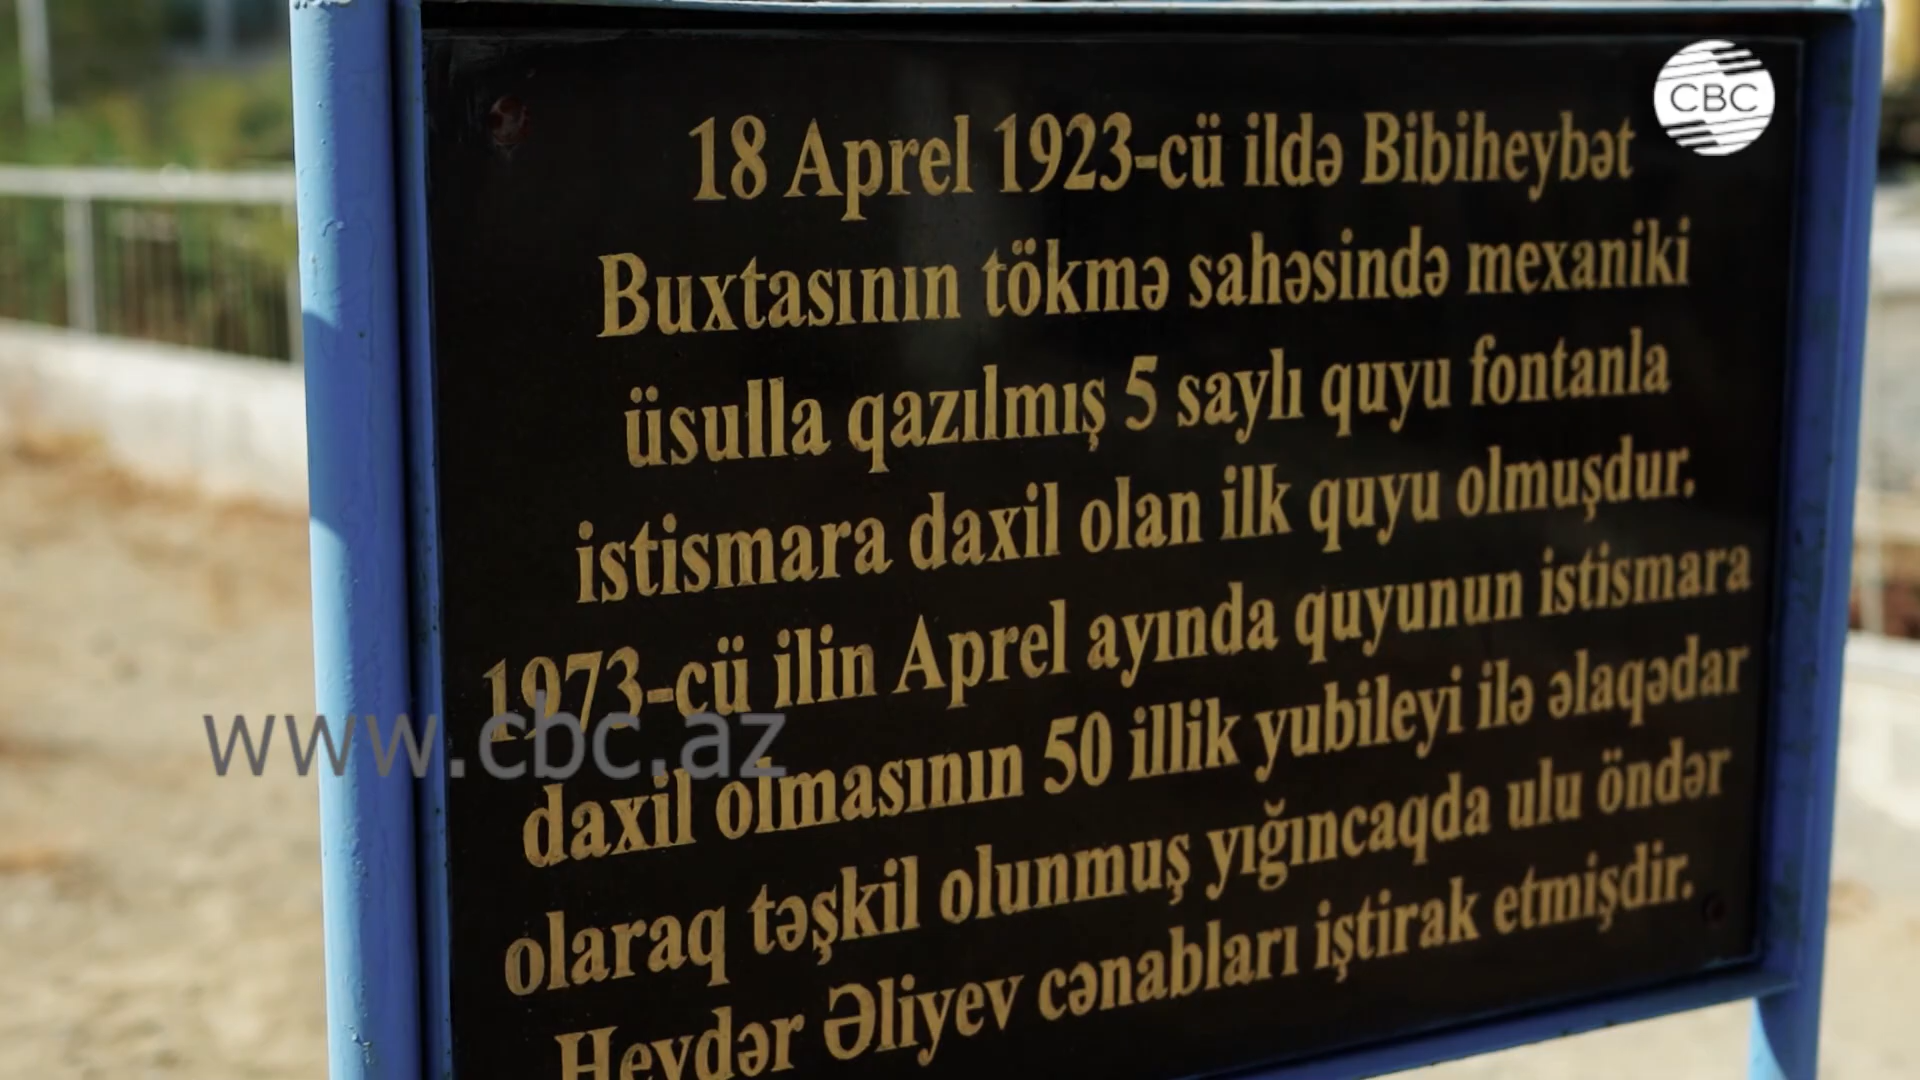 CBC
18 Aprel 1923-cü ildə Bibiheybət
Buxtasının tökmə sahəsində mexaniki
üsulla qazılmış 5 saylı quyu fontanla
istismara daxil olan ilk quyu olmuşdur.
1973-cü ilin Aprel ayında quyunun istismara
daxil olmasının 50 illik yubileyi ilə əlaqədar
olaraq təşkil olunmuş yığıncaqda ulu öndər
Heydər Əliyev cənabları iştirak etmişdir.
www.cbc.az